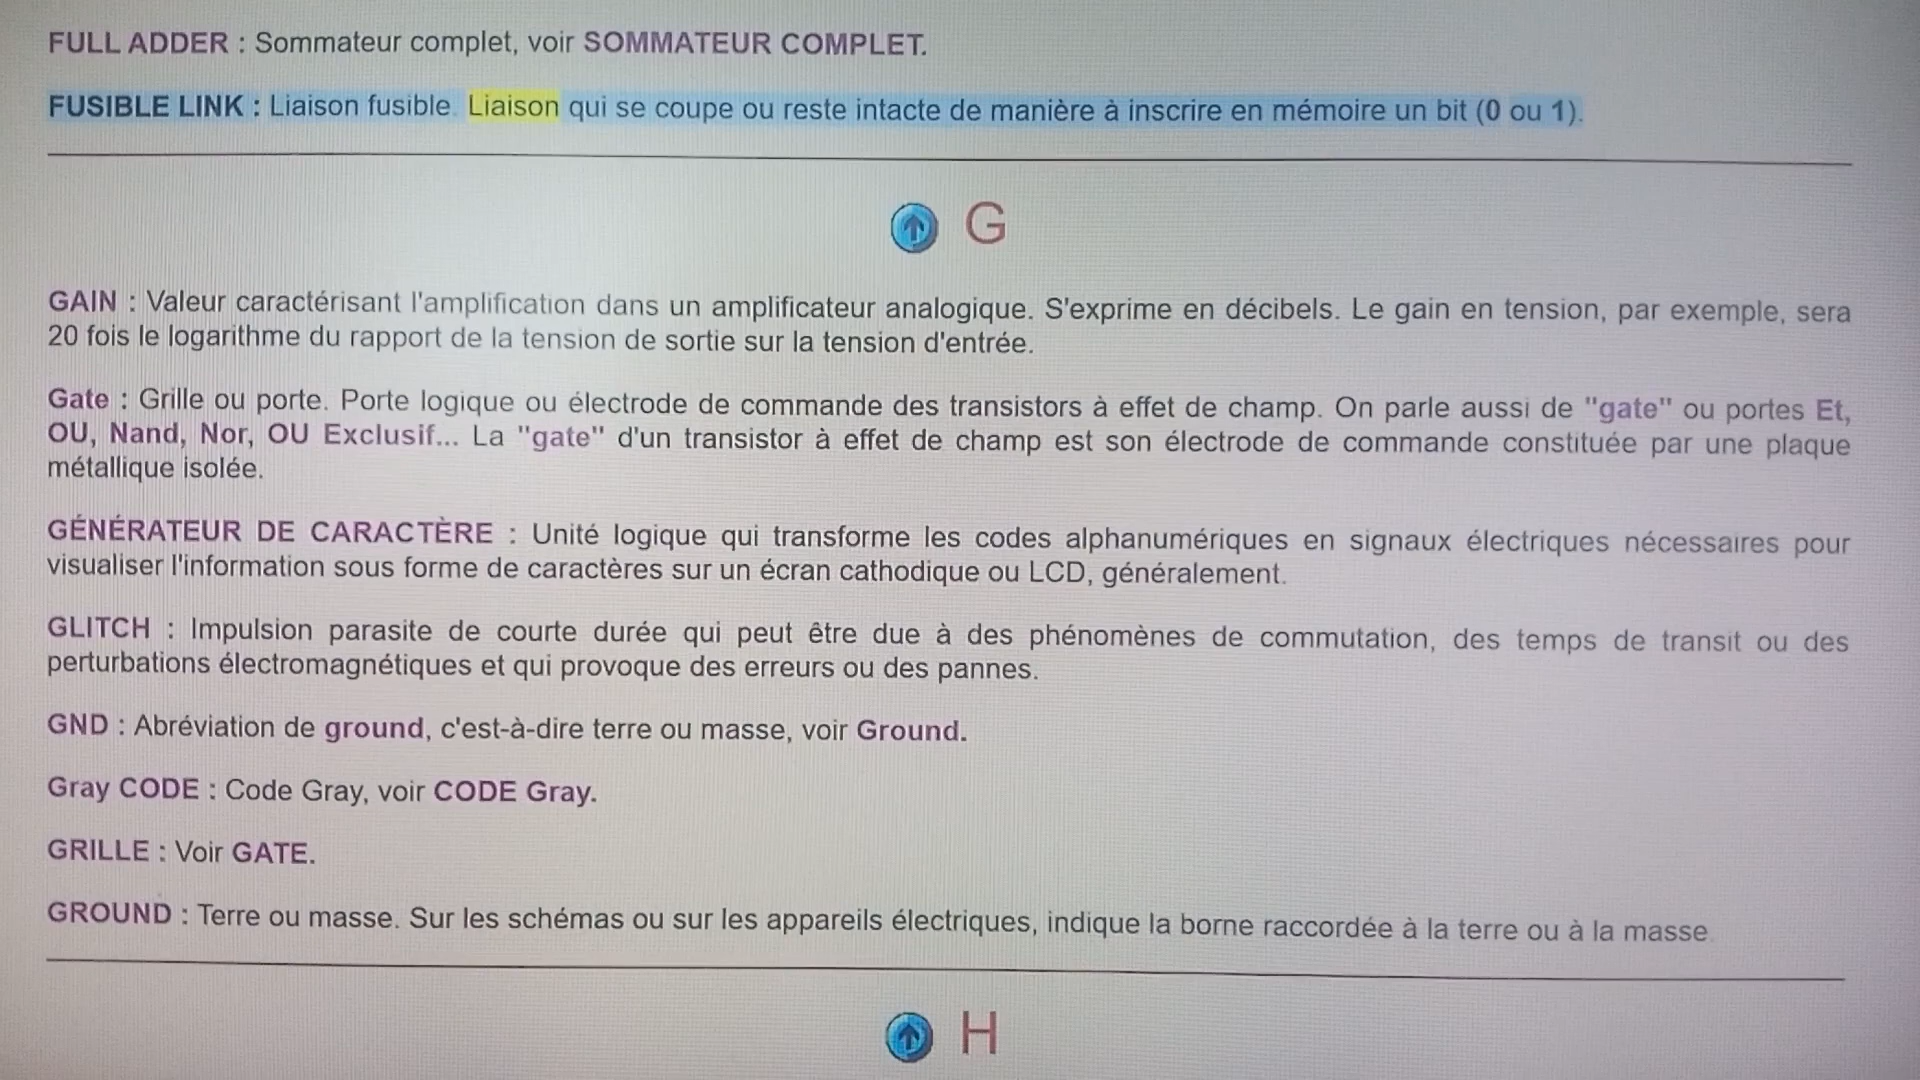 FULL ADDER : Sommateur complet, voir SOMMATEUR COMPLET.
FUSIBLE LINK : Liaison fusible. Liaison qui se coupe ou reste intacte de manière à inscrire en mémoire un bit (0 ou 1).
G
GAIN : Valeur caractérisant l'amplification dans un amplificateur analogique. S'exprime en décibels. Le gain en tension, par exemple, sera
20 fois le logarithme du rapport de la tension de sortie sur la tension d'entrée.
Gate : Grille ou porte. Porte logique ou électrode de commande des transistors à effet de champ. On parle aussi de "gate" ou portes Et,
OU, Nand, Nor, OU Exclusif... La "gate" d'un transistor à effet de champ est son électrode de commande constituée par une plaque
métallique isolée.
GÉNÉRATEUR DE CARACTÈRE : Unité logique qui transforme les codes alphanumériques en signaux électriques nécessaires pour
visualiser l'information sous forme de caractères sur un écran cathodique ou LCD, généralement.
GLITCH : Impulsion parasite de courte durée qui peut être due à des phénomènes de commutation, des temps de transit ou des
perturbations électromagnétiques et qui provoque des erreurs ou des pannes.
GND : Abréviation de ground, c'est-à-dire terre ou masse, voir Ground.
Gray CODE : Code Gray, voir CODE Gray.
GRILLE : Voir GATE.
GROUND : Terre ou masse. Sur les schémas ou sur les appareils électriques, indique la borne raccordée à la terre ou à la masse.
H